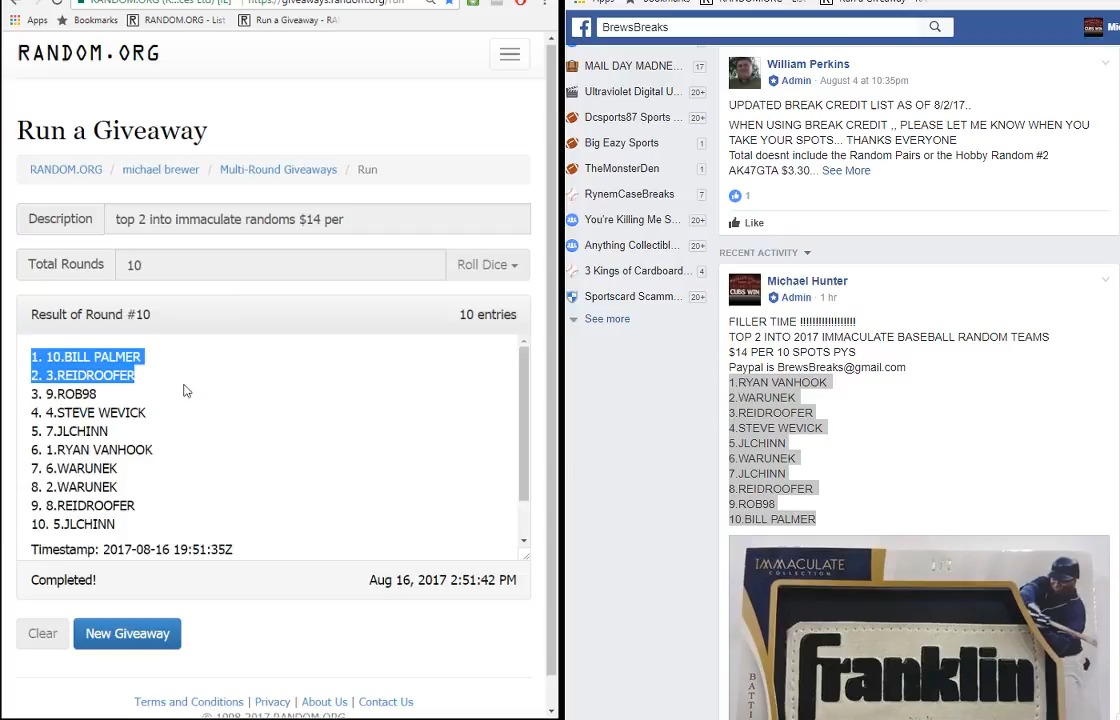 Apps
Bookmarks
RANDOM.ORG - List
Run a Giveaway - RA
RANDOM.ORG
Run a Giveaway
RANDOM.ORG
michael brewer
Multi-Round Giveaways
Run
Description
top 2 into immaculate randoms $14 per
Total Rounds
10
Roll Dice
Result of Round #10
10 entries
1. 10.BILL PALMER
2. 3.REIDROOFER
3. 9.ROB98
4. 4.STEVE WEVICK
5. 7.JLCHINN
6. 1.RYAN VANHOOK
7. 6.WARUNEK
8. 2.WARUNEK
9. 8.REIDROOFER
10. 5.JLCHINN
Timestamp: 2017-08-16 19:51:35Z
Completed!
Aug 16, 2017 2:51:42 PM
Clear
New Giveaway
Terms and Conditions | Privacy | About Us | Contact Us
BrewsBreaks
MAIL DAY MADNE... 17
Ultraviolet Digital U... 20+
Dcsports87 Sports ... 20+
Big Eazy Sports 1
TheMonsterDen 1
RynemCaseBreaks 7
You're Killing Me S... 20+
Anything Collectibl... 20+
3 Kings of Cardboard... 4
Sportscard Scamm... 20+
See more
William Perkins
Admin · August 4 at 10:35pm
UPDATED BREAK CREDIT LIST AS OF 8/2/17..
WHEN USING BREAK CREDIT ,, PLEASE LET ME KNOW WHEN YOU
TAKE YOUR SPOTS... THANKS EVERYONE
Total doesnt include the Random Pairs or the Hobby Random #2
AK47GTA $3.30... See More
1
Like
RECENT ACTIVITY
Michael Hunter
Admin · 1 hr
FILLER TIME !!!!!!!!!!!!!!!!!!
TOP 2 INTO 2017 IMMACULATE BASEBALL RANDOM TEAMS
$14 PER 10 SPOTS PYS
Paypal is BrewsBreaks@gmail.com
1.RYAN VANHOOK
2.WARUNEK
3.REIDROOFER
4.STEVE WEVICK
5.JLCHINN
6.WARUNEK
7.JLCHINN
8.REIDROOFER
9.ROB98
10.BILL PALMER
IMMACULATE
COLLECTION
franklin
BATTI